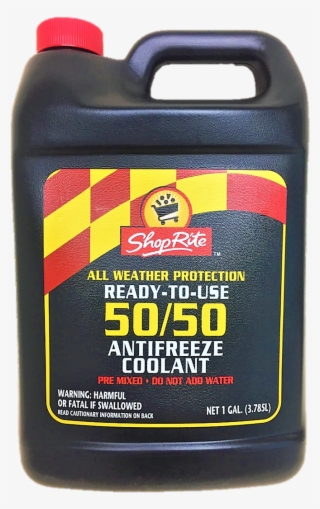 ShopRite™
ALL WEATHER PROTECTION
READY-TO-USE
50/50
ANTIFREEZE
COOLANT
PRE MIXED • DO NOT ADD WATER
WARNING: HARMFUL
OR FATAL IF SWALLOWED
READ CAUTIONARY INFORMATION ON BACK
NET 1 GAL. (3.785L)